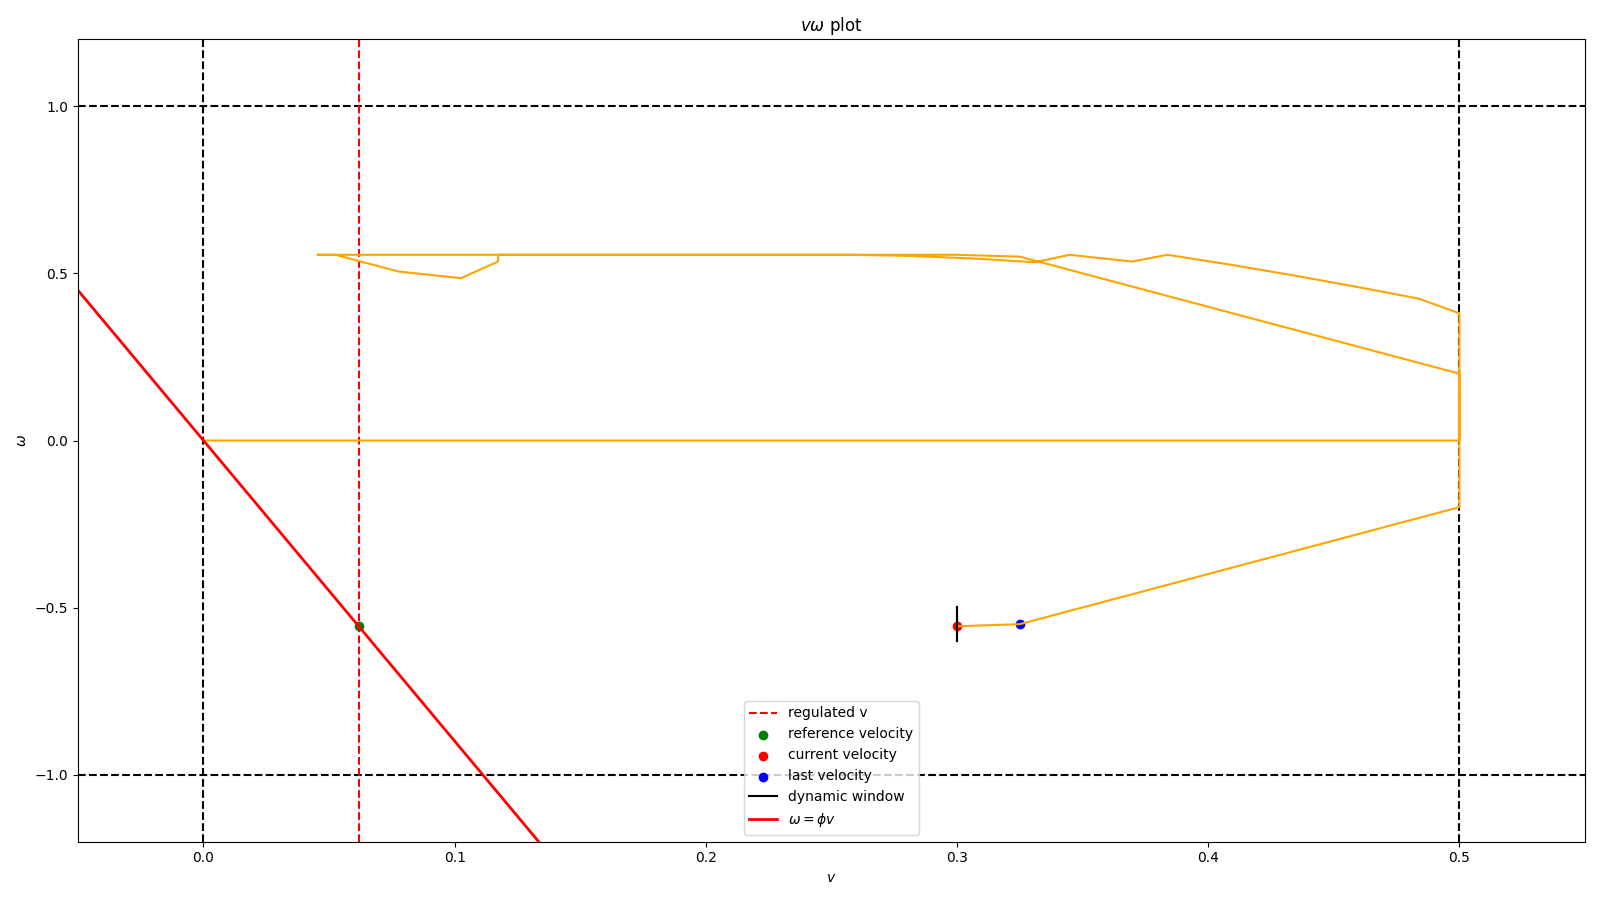 vω plot
1.0
0.5
0.0
−0.5
−1.0
ω
0.0
0.1
0.2
0.3
0.4
0.5
v
regulated v
reference velocity
current velocity
last velocity
dynamic window
ω = ϕv